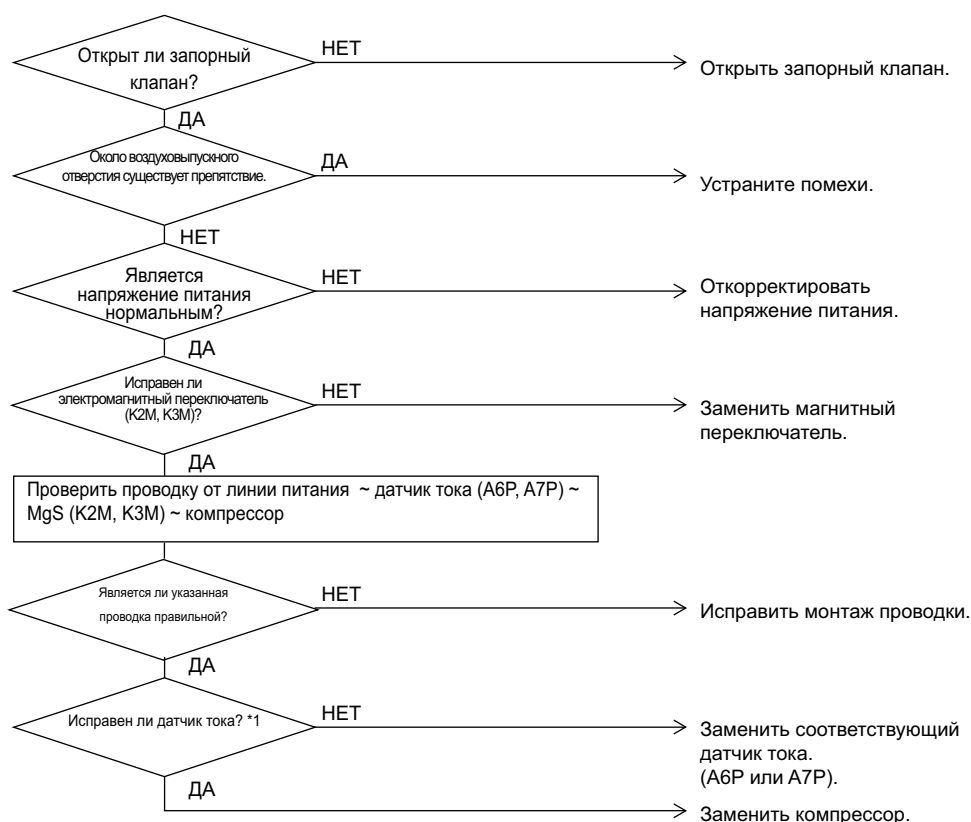 Открыт ли запорный
клапан?
НЕТ
Открыть запорный клапан.
ДА
Около воздуховыпускного
отверстия существует препятствие.
ДА
Устраните помехи.
НЕТ
Является
напряжение питания
нормальным?
НЕТ
Откорректировать
напряжение питания.
ДА
Исправен ли
электромагнитный переключатель
(K2M, K3M)?
НЕТ
Заменить магнитный
переключатель.
ДА
Проверить проводку от линии питания ~ датчик тока (A6P, A7P) ~
MgS (K2M, K3M) ~ компрессор
Является ли указанная
проводка правильной?
НЕТ
Исправить монтаж проводки.
ДА
Исправен ли датчик тока? *1
НЕТ
Заменить соответствующий
датчик тока.
(A6P или A7P).
ДА
Заменить компрессор.